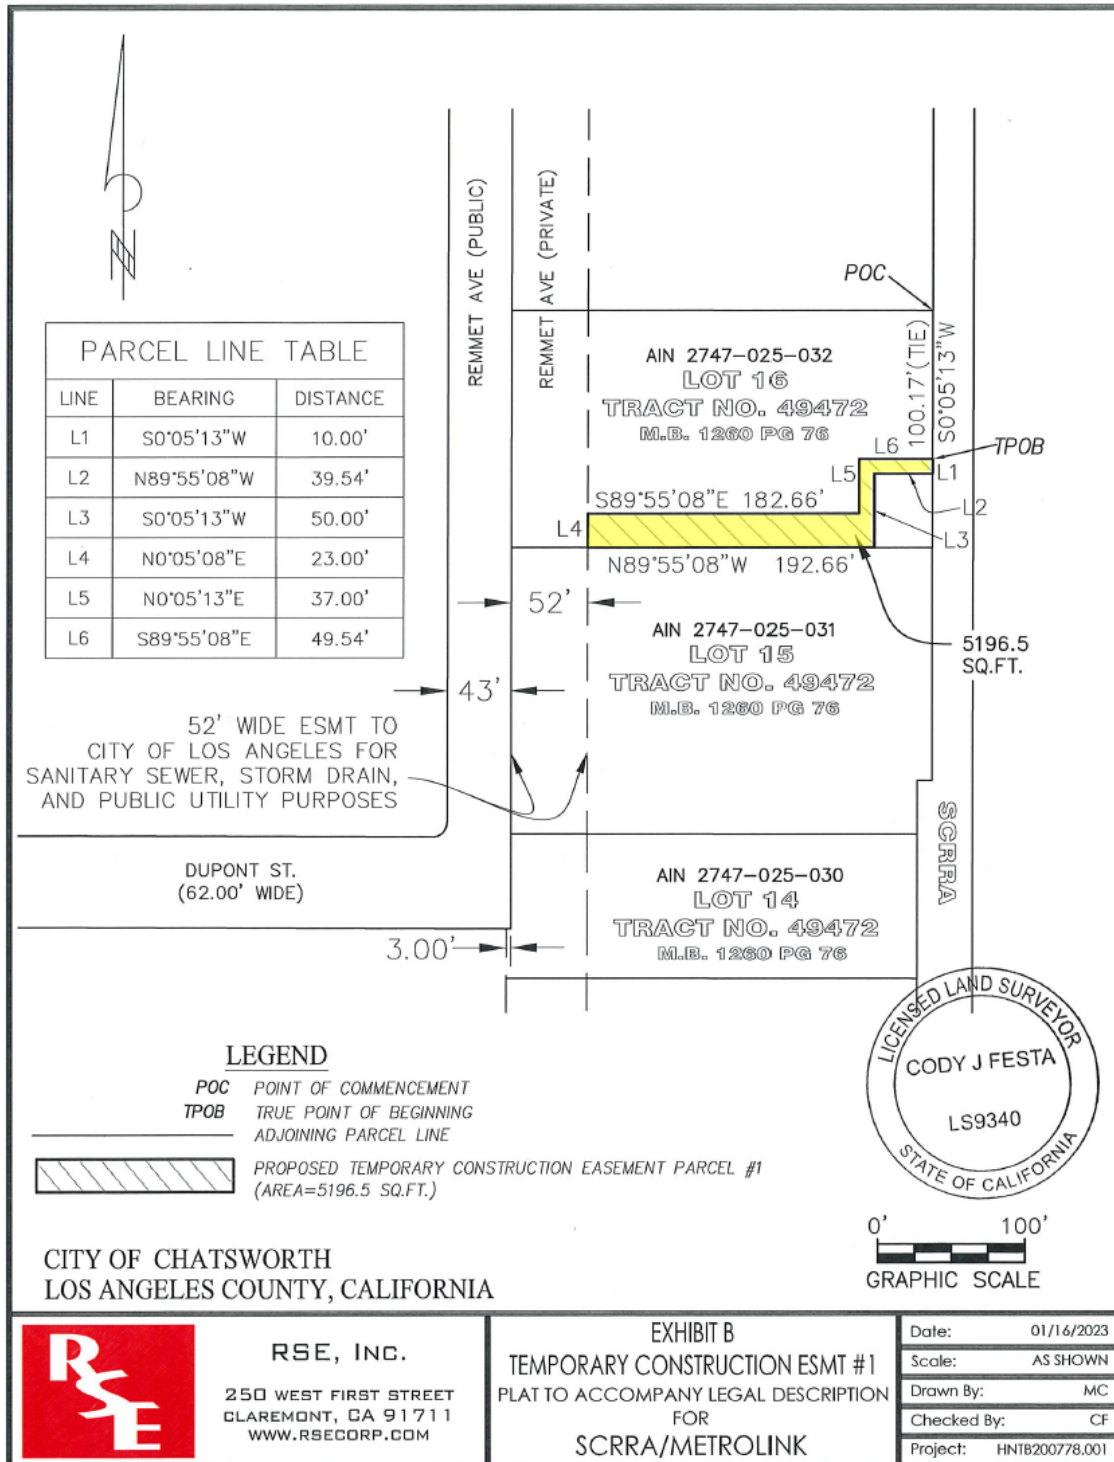 N
REMMET AVE (PUBLIC)
REMMET AVE (PRIVATE)
POC
PARCEL LINE TABLE
LINE BEARING DISTANCE
L1 S0°05'13"W 10.00'
L2 N89°55'08"W 39.54'
L3 S0°05'13"W 50.00'
L4 N0°05'08"E 23.00'
L5 N0°05'13"E 37.00'
L6 S89°55'08"E 49.54'
AIN 2747-025-032
LOT 16
TRACT NO. 49472
M.B. 1260 PG 76
100.17'(TIE)
S0°05'13"W
TPOB
L6
L5
L1
L2
L3
L4
S89°55'08"E 182.66'
N89°55'08"W 192.66'
52'
43'
5196.5
SQ.FT.
AIN 2747-025-031
LOT 15
TRACT NO. 49472
M.B. 1260 PG 76
52' WIDE ESMT TO
CITY OF LOS ANGELES FOR
SANITARY SEWER, STORM DRAIN,
AND PUBLIC UTILITY PURPOSES
SCRRA
DUPONT ST.
(62.00' WIDE)
3.00'
AIN 2747-025-030
LOT 14
TRACT NO. 49472
M.B. 1260 PG 76
LICENSED LAND SURVEYOR
CODY J FESTA
LS9340
STATE OF CALIFORNIA
LEGEND
POC POINT OF COMMENCEMENT
TPOB TRUE POINT OF BEGINNING
ADJOINING PARCEL LINE
PROPOSED TEMPORARY CONSTRUCTION EASEMENT PARCEL #1
(AREA=5196.5 SQ.FT.)
0' 100'
GRAPHIC SCALE
CITY OF CHATSWORTH
LOS ANGELES COUNTY, CALIFORNIA
RSE
RSE, INC.
250 WEST FIRST STREET
CLAREMONT, CA 91711
WWW.RSECORP.COM
EXHIBIT B
TEMPORARY CONSTRUCTION ESMT #1
PLAT TO ACCOMPANY LEGAL DESCRIPTION
FOR
SCRRA/METROLINK
Date: 01/16/2023
Scale: AS SHOWN
Drawn By: MC
Checked By: CF
Project: HNTB200778.001